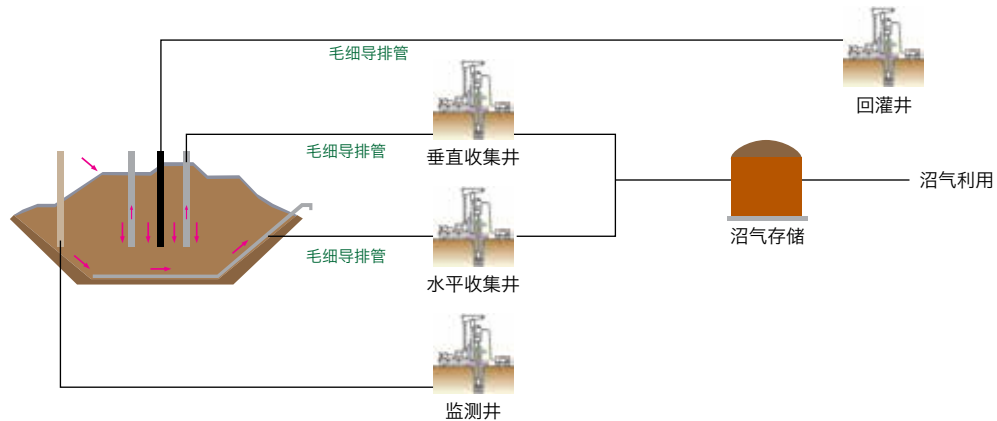 毛细导排管
回灌井
毛细导排管
垂直收集井
沼气利用
沼气存储
毛细导排管
水平收集井
监测井